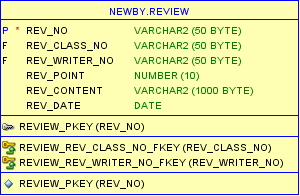 NEWBY.REVIEW
P * REV_NO VARCHAR2 (50 BYTE)
F REV_CLASS_NO VARCHAR2 (50 BYTE)
F REV_WRITER_NO VARCHAR2 (50 BYTE)
REV_POINT NUMBER (10)
REV_CONTENT VARCHAR2 (1000 BYTE)
REV_DATE DATE
REVIEW_PKEY (REV_NO)
REVIEW_REV_CLASS_NO_FKEY (REV_CLASS_NO)
REVIEW_REV_WRITER_NO_FKEY (REV_WRITER_NO)
REVIEW_PKEY (REV_NO)